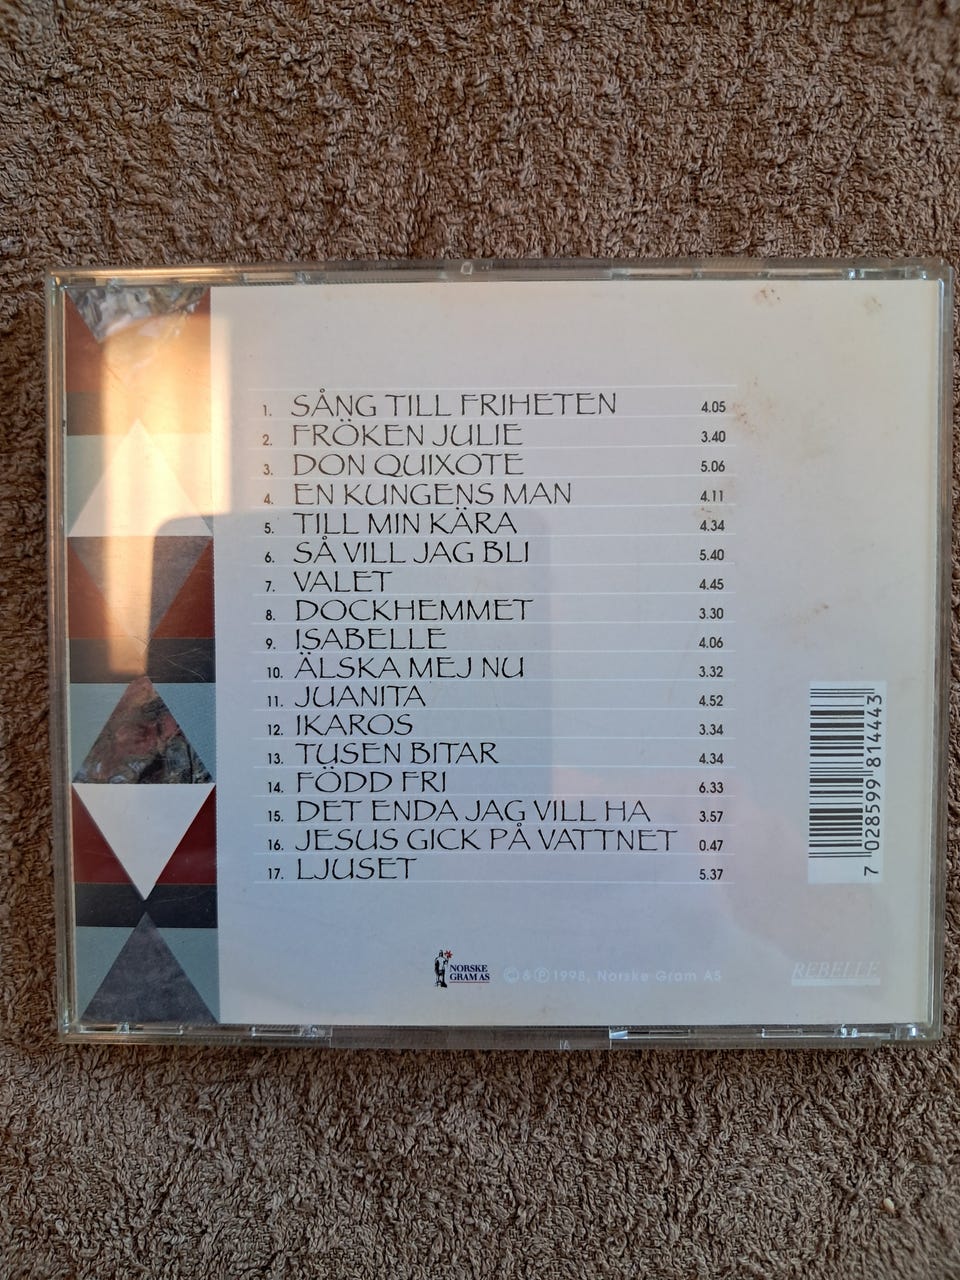 1. SÅNG TILL FRIHETEN 4.05
2. FRÖKEN JULIE 3.40
3. DON QUIXOTE 5.06
4. EN KUNGENS MAN 4.11
5. TILL MIN KÄRA 4.34
6. SÅ VILL JAG BLI 5.40
7. VALET 4.45
8. DOCKHEMMET 3.30
9. ISABELLE 4.06
10. ÄLSKA MEJ NU 3.32
11. JUANITA 4.52
12. IKAROS 3.34
13. TUSEN BITAR 4.34
14. FÖDD FRI 6.33
15. DET ENDA JAG VILL HA 3.57
16. JESUS GICK PÅ VATTNET 0.47
17. LJUSET 5.37
7 028599 814443
NORSKE
GRAM AS
©&℗1998, Norske Gram AS
REBELLE